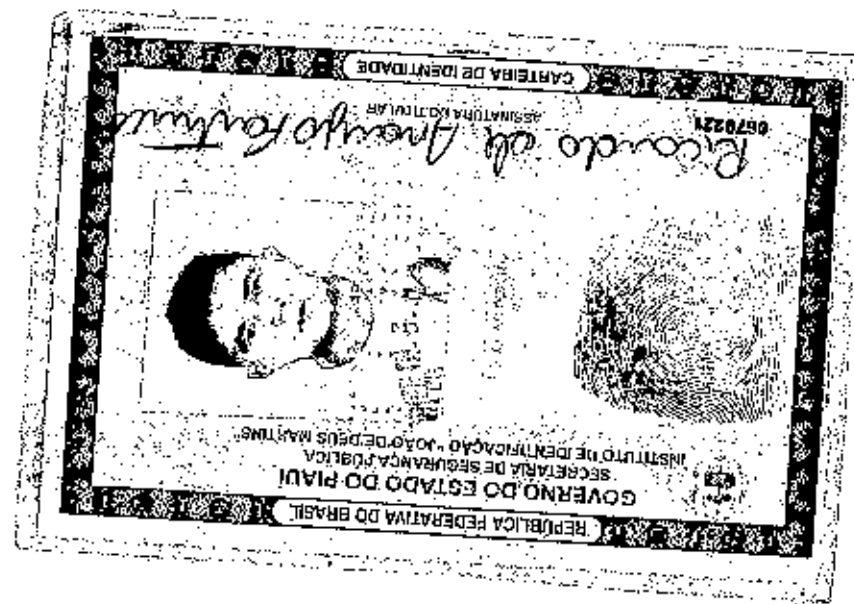 REPÚBLICA FEDERATIVA DO BRASIL
GOVERNO DO ESTADO DO PIAUÍ
SECRETARIA DE SEGURANÇA PÚBLICA
INSTITUTO DE IDENTIFICAÇÃO "JOÃO DE DEUS MARTINS"
Ricardo de Araujo
ASSINATURA DO TITULAR
CARTEIRA DE IDENTIDADE